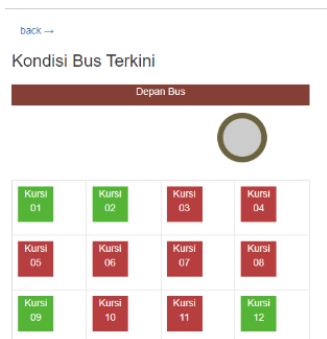 back →
Kondisi Bus Terkini
Depan Bus
Kursi 01
Kursi 02
Kursi 03
Kursi 04
Kursi 05
Kursi 06
Kursi 07
Kursi 08
Kursi 09
Kursi 10
Kursi 11
Kursi 12